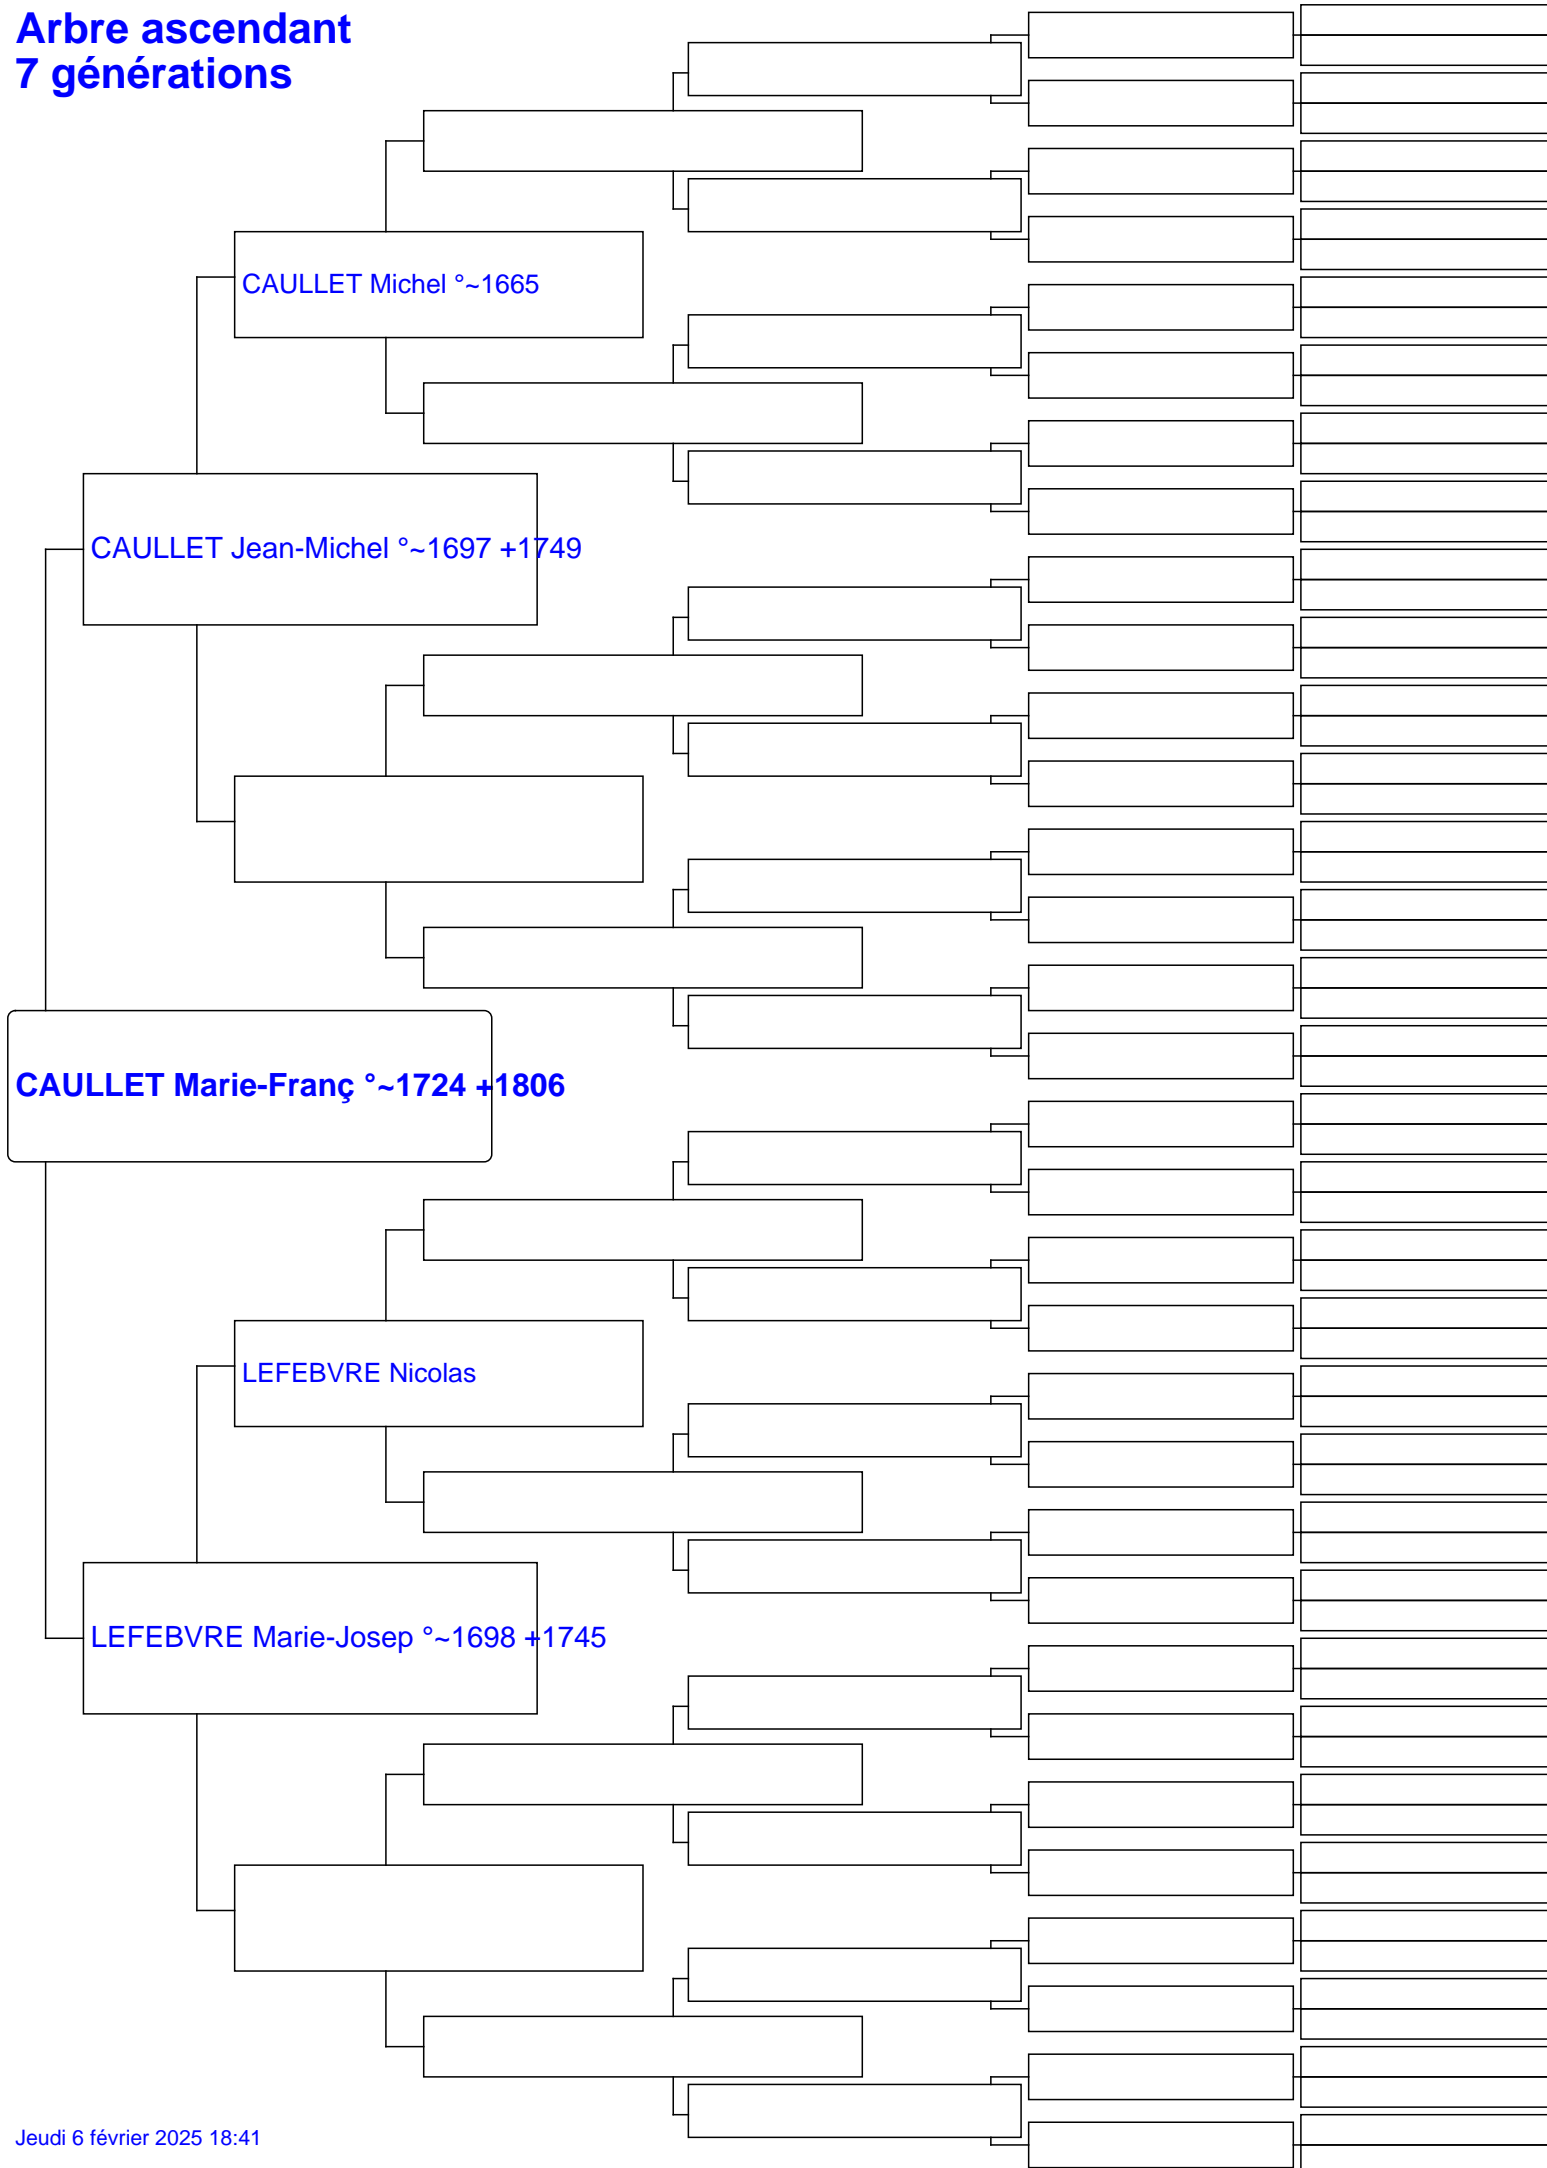 Arbre ascendant
7 générations
CAULLET Michel °~1665
CAULLET Jean-Michel °~1697 +1749
CAULLET Marie-Franç °~1724 +1806
LEFEBVRE Nicolas
LEFEBVRE Marie-Josep °~1698 +1745
Jeudi 6 février 2025 18:41